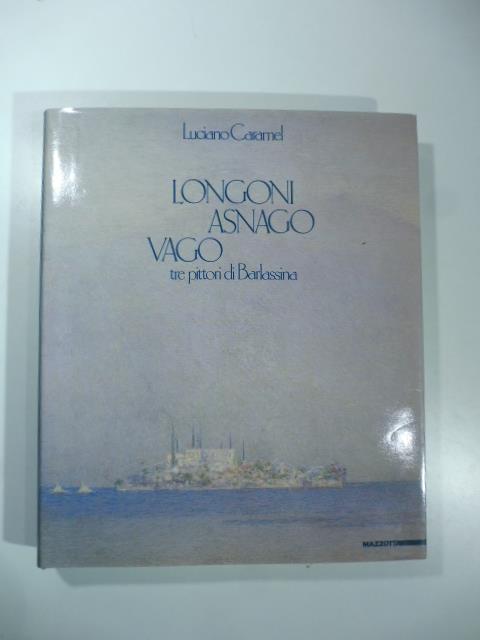 Luciano Caramel
LONGONI
ASNAGO
VAGO
tre pittori di Barlassina
MAZZOTTA